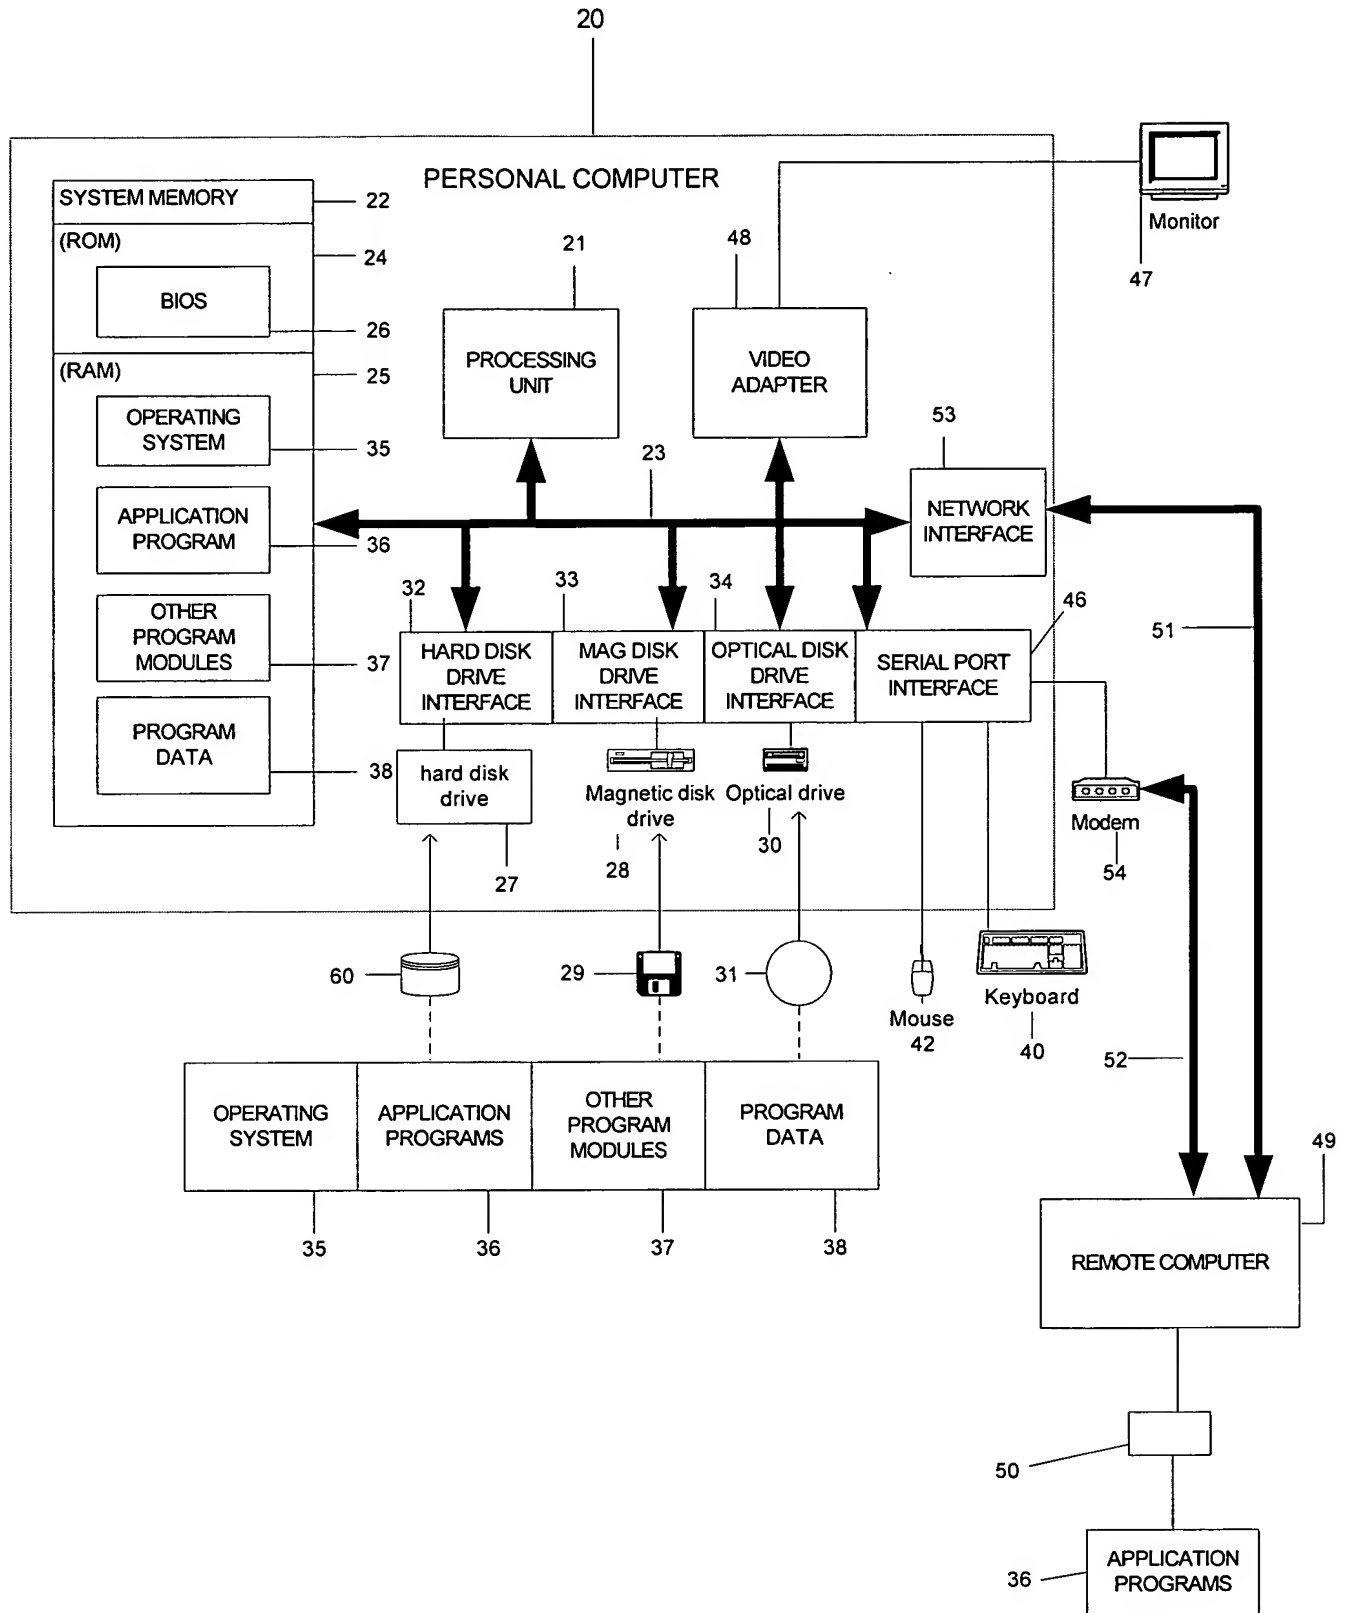 20
PERSONAL COMPUTER
SYSTEM MEMORY
22
(ROM)
24
BIOS
26
(RAM)
25
OPERATING
SYSTEM
35
APPLICATION
PROGRAM
36
OTHER
PROGRAM
MODULES
37
PROGRAM
DATA
38
21
PROCESSING
UNIT
48
VIDEO
ADAPTER
Monitor
47
23
53
NETWORK
INTERFACE
32
HARD DISK
DRIVE
INTERFACE
33
MAG DISK
DRIVE
INTERFACE
34
OPTICAL DISK
DRIVE
INTERFACE
46
SERIAL PORT
INTERFACE
51
hard disk
drive
27
Magnetic disk
drive
28
Optical drive
30
Modem
54
60
29
31
Mouse
42
Keyboard
40
52
OPERATING
SYSTEM
APPLICATION
PROGRAMS
OTHER
PROGRAM
MODULES
PROGRAM
DATA
35
36
37
38
49
REMOTE COMPUTER
50
36
APPLICATION
PROGRAMS